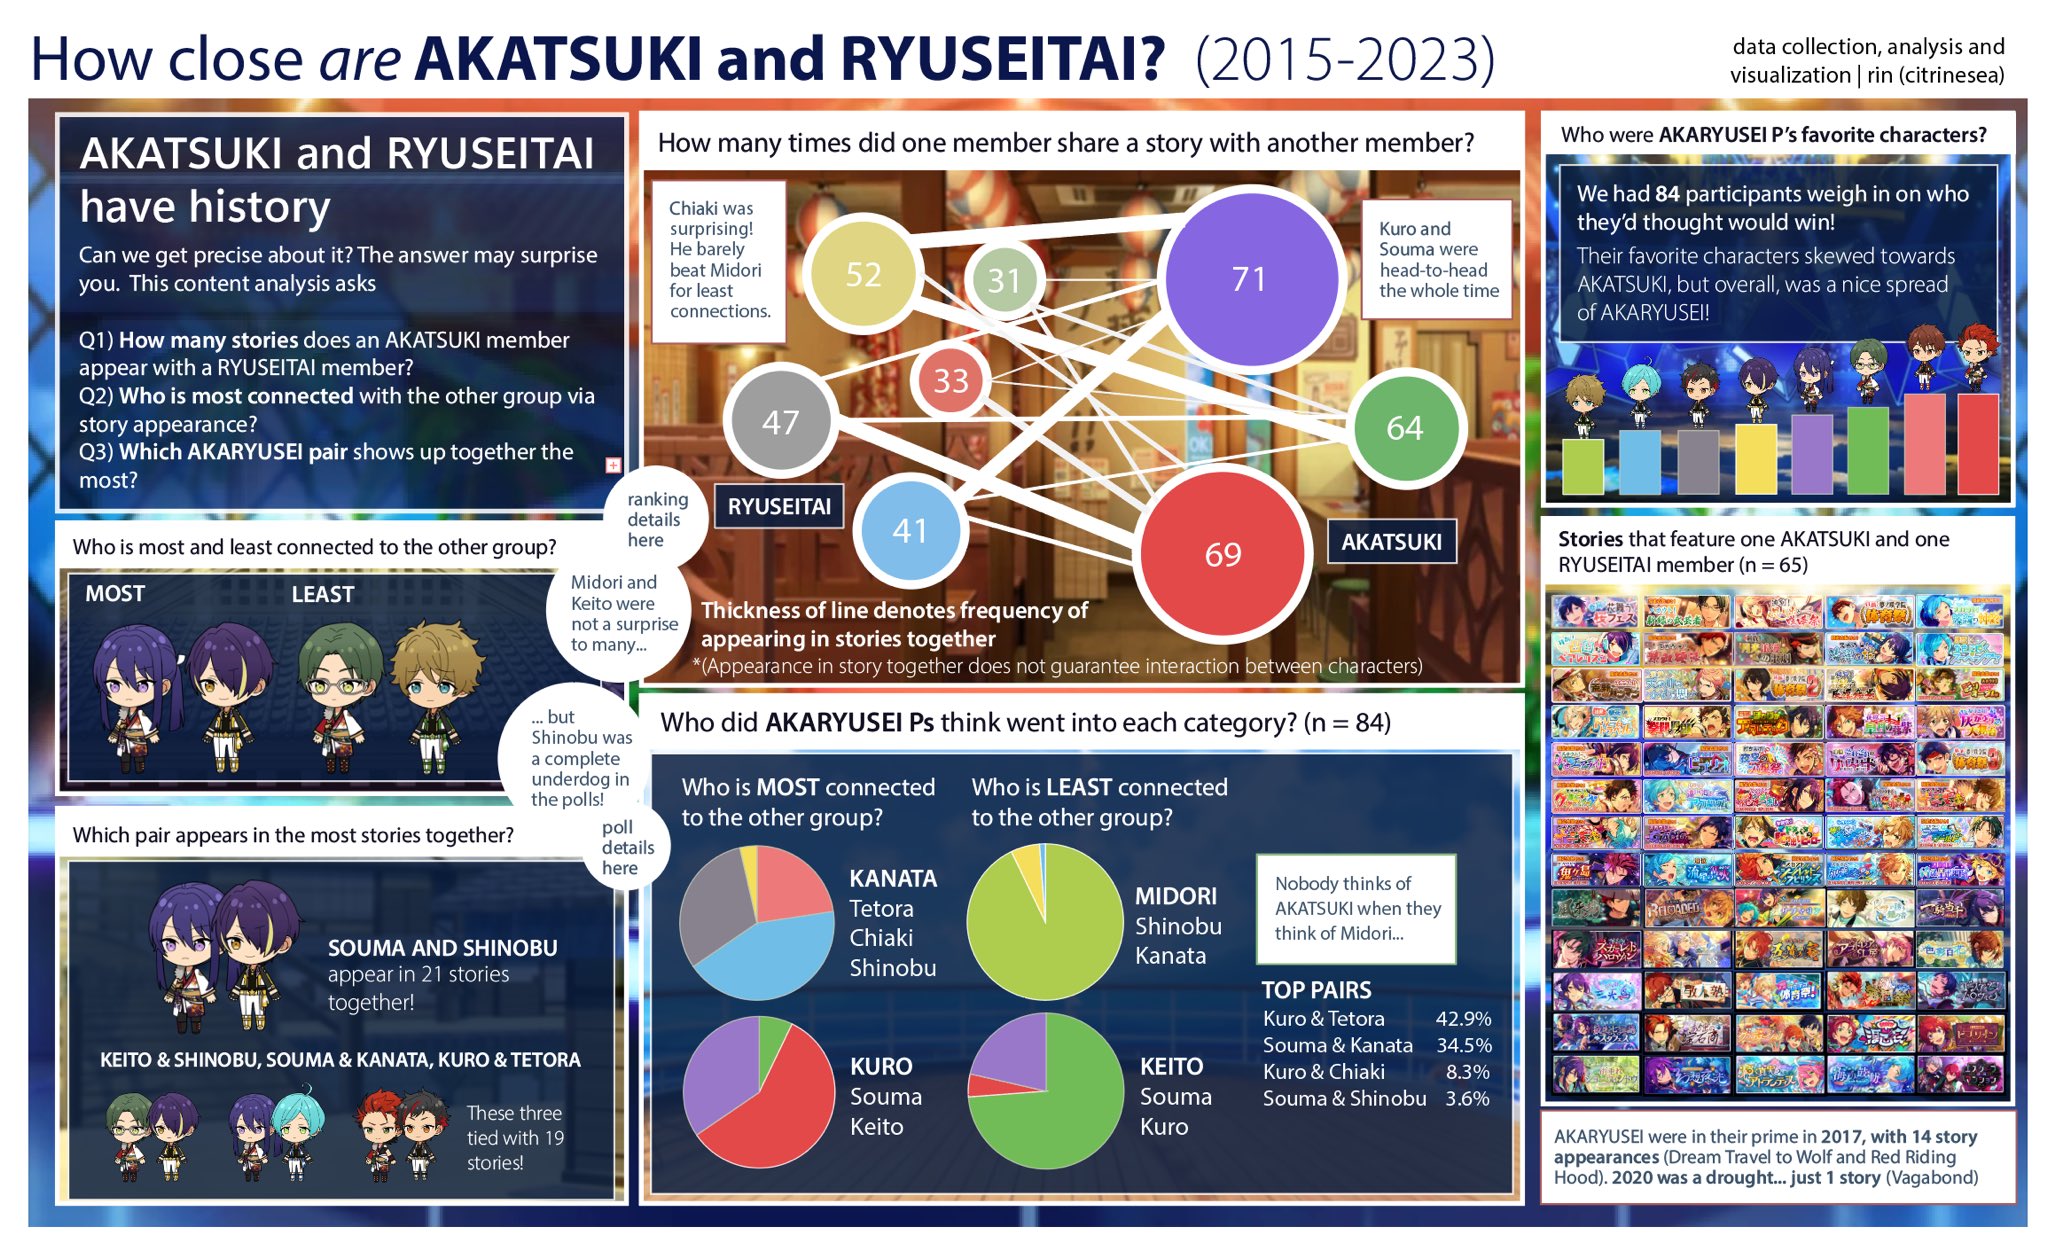 How close are AKATSUKI and RYUSEITAI? (2015-2023)
data collection, analysis and
visualization | rin (citrinesea)
AKATSUKI and RYUSEITAI
have history
Can we get precise about it? The answer may surprise
you. This content analysis asks
Q1) How many stories does an AKATSUKI member
appear with a RYUSEITAI member?
Q2) Who is most connected with the other group via
story appearance?
Q3) Which AKARYUSEI pair shows up together the
most?
ranking
details
here
Who is most and least connected to the other group?
MOST
LEAST
Midori and
Keito were
not a surprise
to many...
... but
Shinobu was
a complete
underdog in
the polls!
poll
details
here
Which pair appears in the most stories together?
SOUMA AND SHINOBU
appear in 21 stories
together!
KEITO & SHINOBU, SOUMA & KANATA, KURO & TETORA
These three
tied with 19
stories!
How many times did one member share a story with another member?
Chiaki was
surprising!
He barely
beat Midori
for least
connections.
Kuro and
Souma were
head-to-head
the whole time
52
31
71
33
47
64
41
69
RYUSEITAI
AKATSUKI
Thickness of line denotes frequency of
appearing in stories together
*(Appearance in story together does not guarantee interaction between characters)
Who did AKARYUSEI Ps think went into each category? (n = 84)
Who is MOST connected
to the other group?
KANATA
Tetora
Chiaki
Shinobu
KURO
Souma
Keito
Who is LEAST connected
to the other group?
MIDORI
Shinobu
Kanata
KEITO
Souma
Kuro
Nobody thinks of
AKATSUKI when they
think of Midori...
TOP PAIRS
Kuro & Tetora 42.9%
Souma & Kanata 34.5%
Kuro & Chiaki 8.3%
Souma & Shinobu 3.6%
Who were AKARYUSEI P's favorite characters?
We had 84 participants weigh in on who
they'd thought would win!
Their favorite characters skewed towards
AKATSUKI, but overall, was a nice spread
of AKARYUSEI!
Stories that feature one AKATSUKI and one
RYUSEITAI member (n = 65)
RELOADED
AKARYUSEI were in their prime in 2017, with 14 story
appearances (Dream Travel to Wolf and Red Riding
Hood). 2020 was a drought... just 1 story (Vagabond)